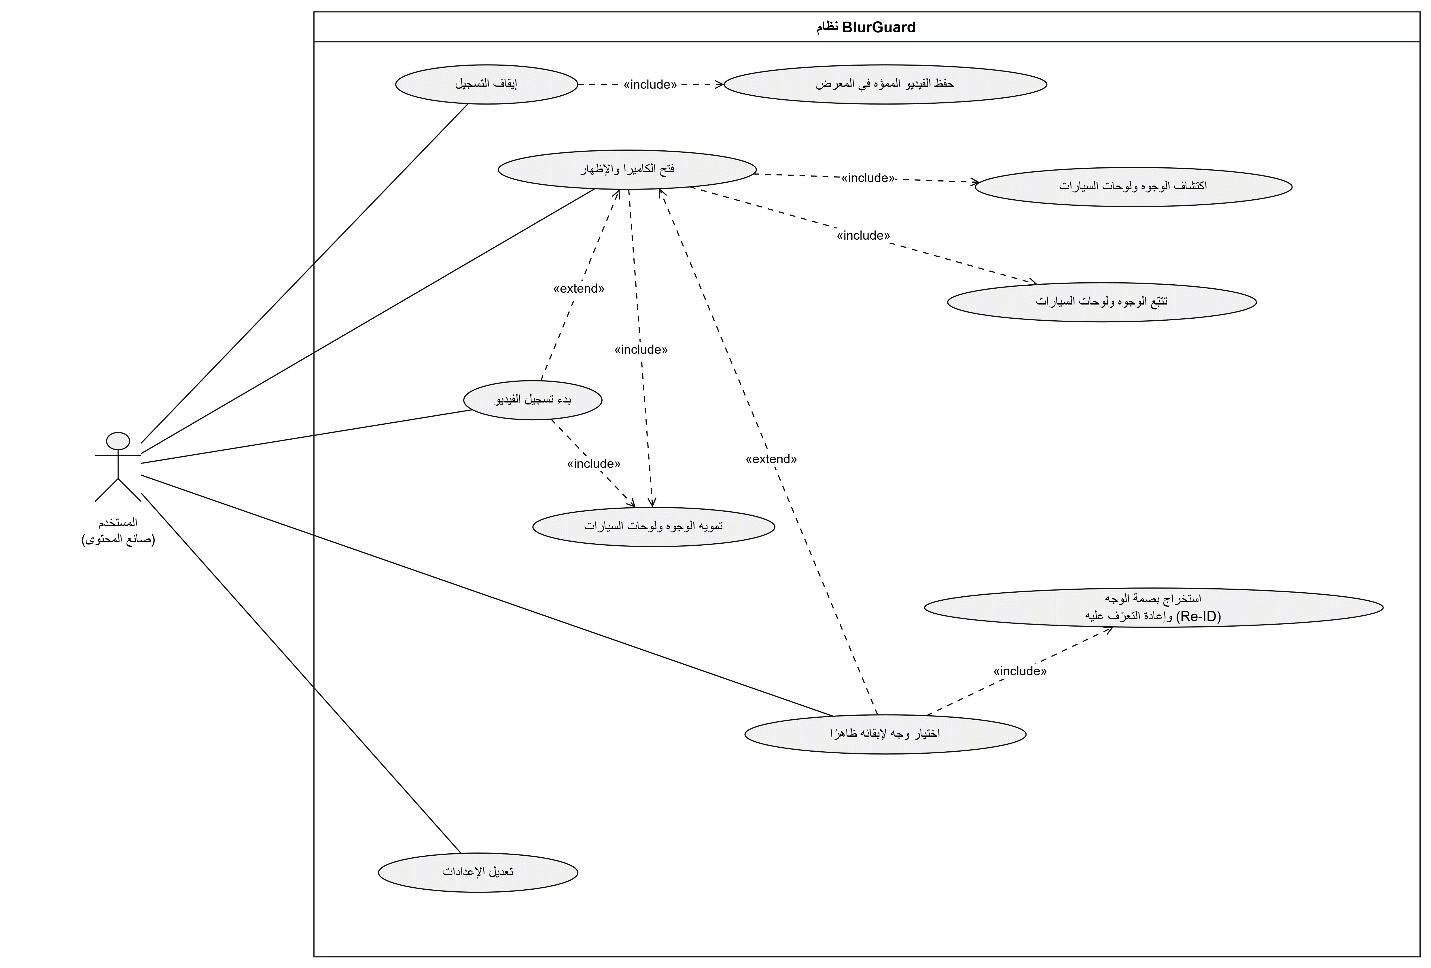 نظام BlurGuard
إيقاف التسجيل
«include»
حفظ الفيديو المموّه في المعرض
فتح الكاميرا والإظهار
«include»
اكتشاف الوجوه ولوحات السيارات
«include»
تتبّع الوجوه ولوحات السيارات
«extend»
«include»
بدء تسجيل الفيديو
«extend»
«include»
المستخدم
(صانع المحتوى)
تمويه الوجوه ولوحات السيارات
استخراج بصمة الوجه
وإعادة التعرّف عليه (Re-ID)
«include»
اختيار وجه لإبقائه ظاهرًا
تعديل الإعدادات